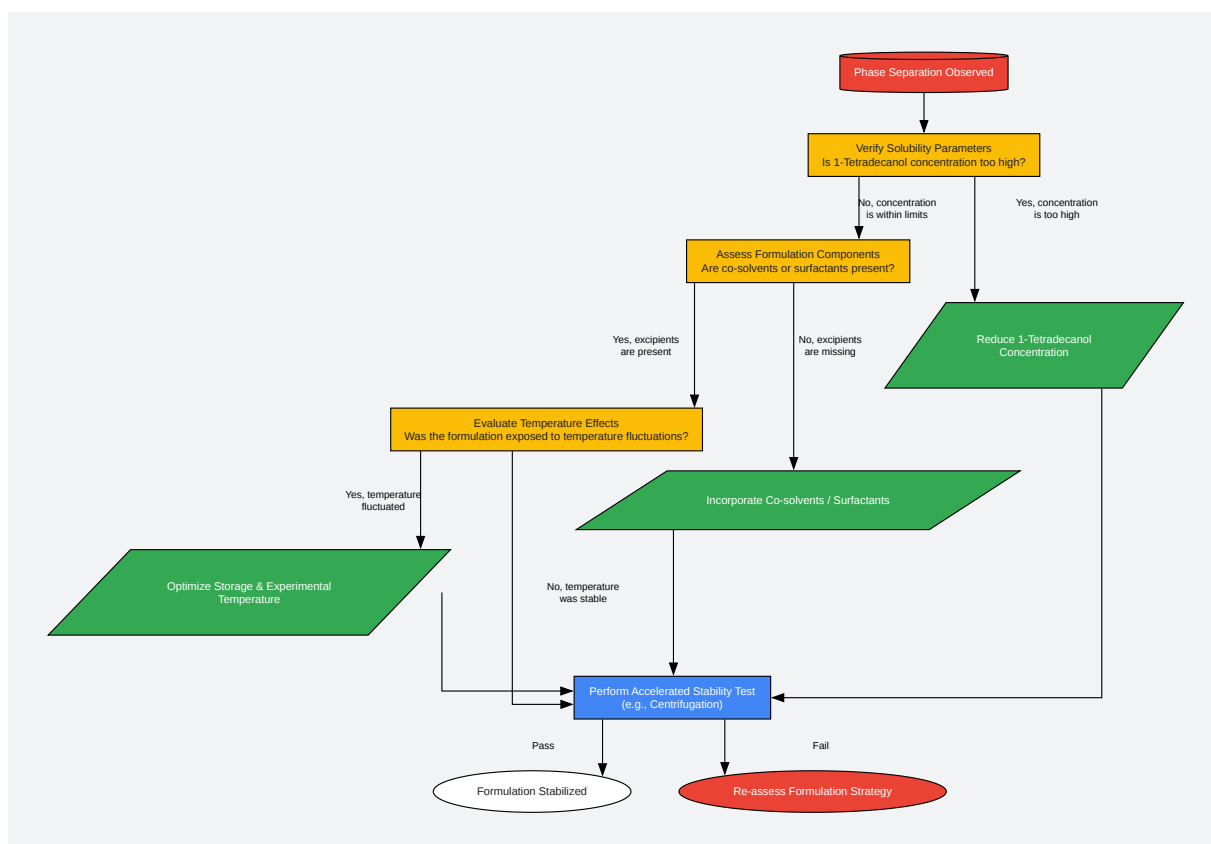 Phase Separation Observed
Verify Solubility Parameters
Is 1-Tetradecanol concentration too high?
No, concentration
is within limits
Yes, concentration
is too high
Assess Formulation Components
Are co-solvents or surfactants present?
Yes, excipients
are present
No, excipients
are missing
Reduce 1-Tetradecanol
Concentration
Evaluate Temperature Effects
Was the formulation exposed to temperature fluctuations?
Yes, temperature
fluctuated
Incorporate Co-solvents / Surfactants
Optimize Storage & Experimental
Temperature
No, temperature
was stable
Perform Accelerated Stability Test
(e.g., Centrifugation)
Pass
Fail
Formulation Stabilized
Re-assess Formulation Strategy